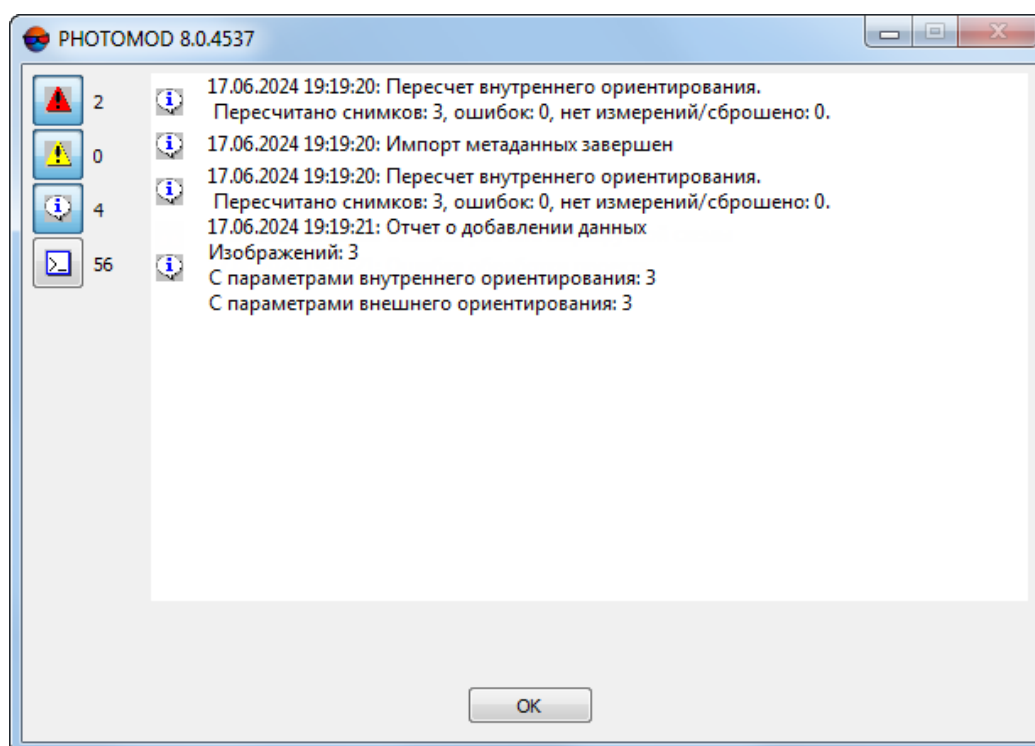 PHOTOMOD 8.0.4537
2
0
4
56
17.06.2024 19:19:20: Пересчет внутреннего ориентирования.
Пересчитано снимков: 3, ошибок: 0, нет измерений/сброшено: 0.
17.06.2024 19:19:20: Импорт метаданных завершен
17.06.2024 19:19:20: Пересчет внутреннего ориентирования.
Пересчитано снимков: 3, ошибок: 0, нет измерений/сброшено: 0.
17.06.2024 19:19:21: Отчет о добавлении данных
Изображений: 3
С параметрами внутреннего ориентирования: 3
С параметрами внешнего ориентирования: 3
OK